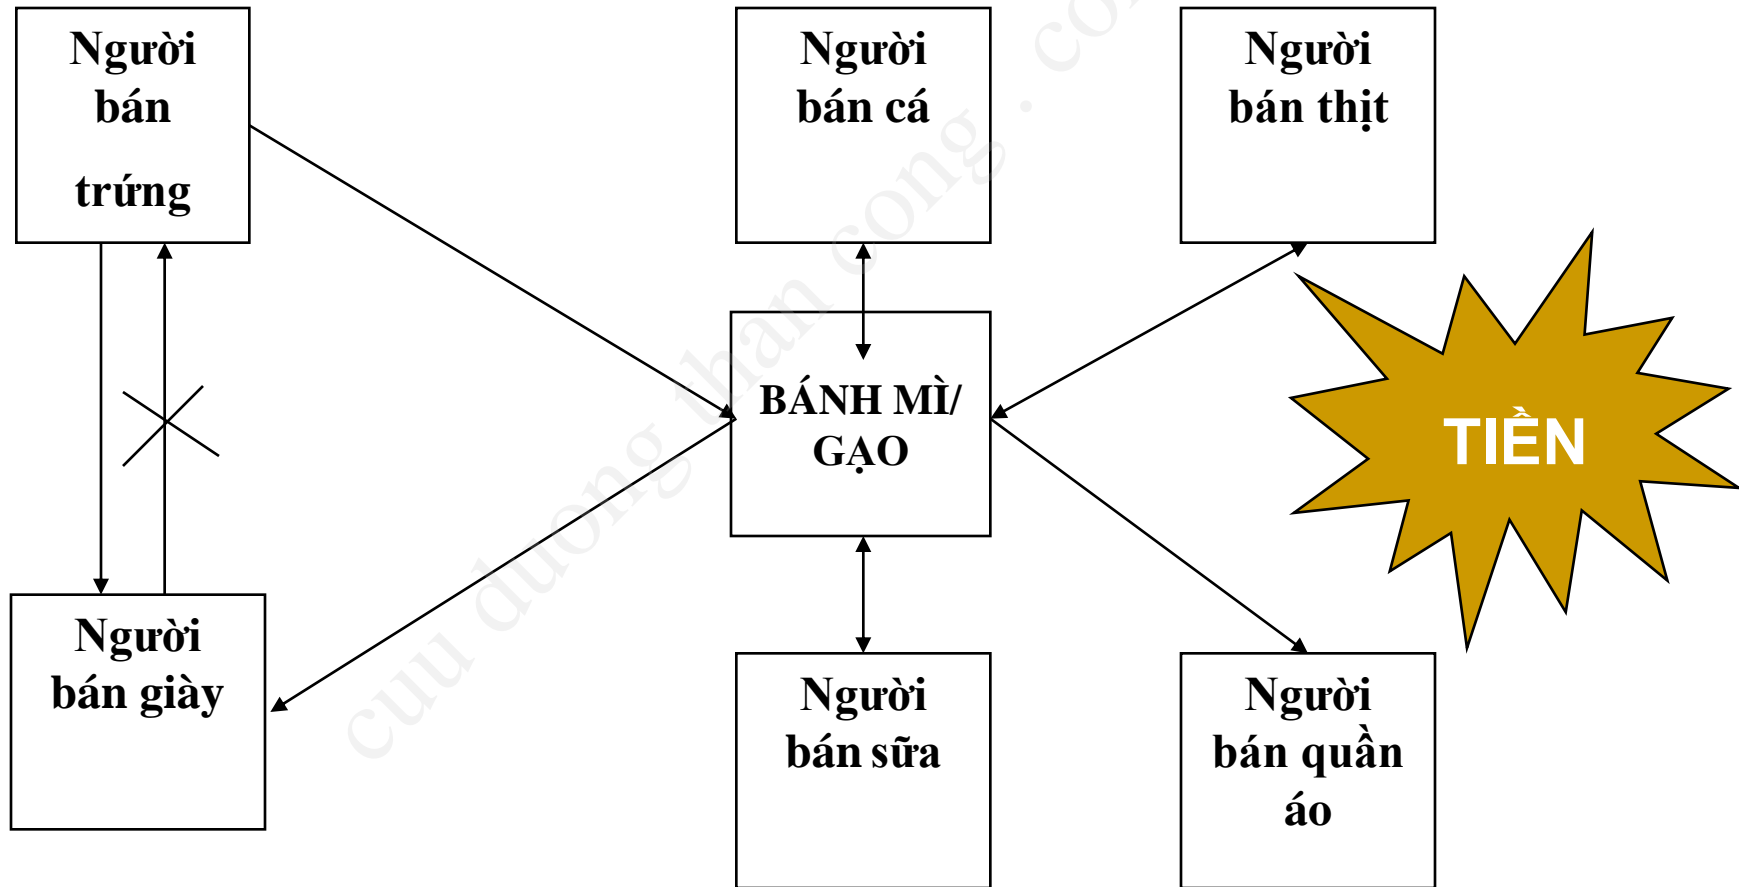 Người
bán
trứng
Người
bán cá
Người
bán thịt
BÁNH MÌ/
GẠO
TIỀN
Người
bán giày
Người
bán sữa
Người
bán quần
áo
cuu duong than cong . com